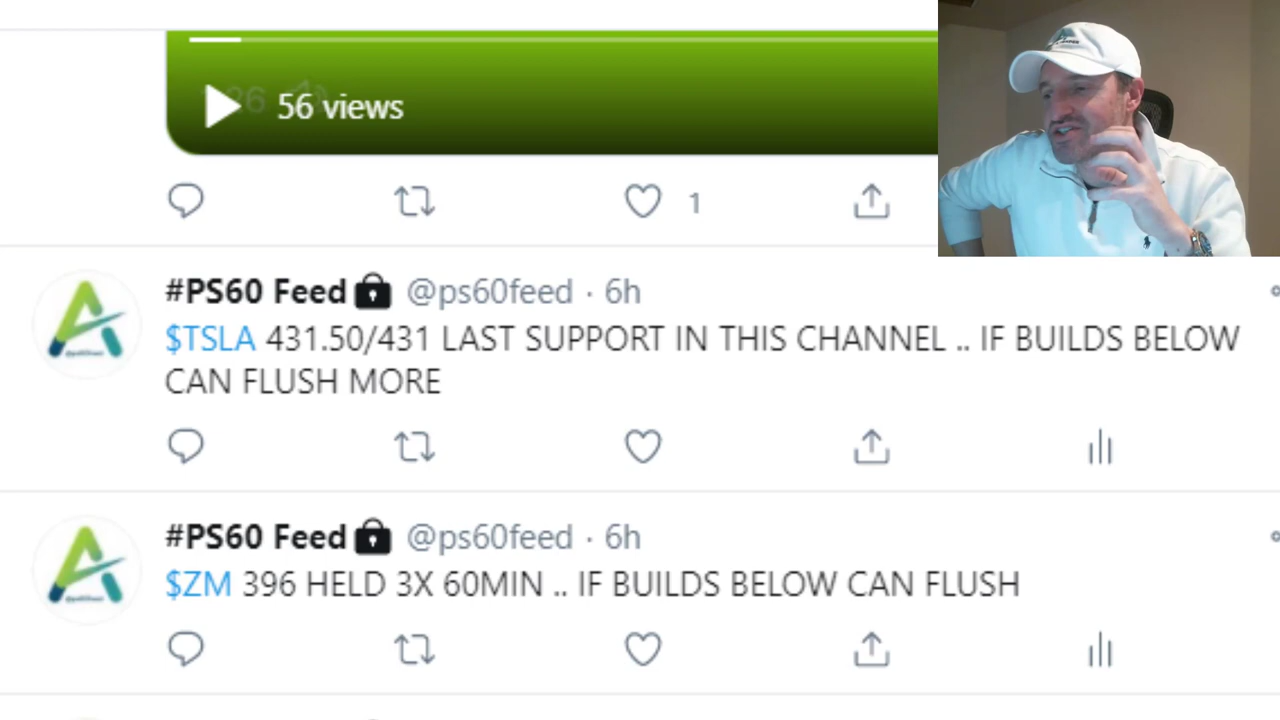 56 views
1
#PS60 Feed @ps60feed · 6h
$TSLA 431.50/431 LAST SUPPORT IN THIS CHANNEL .. IF BUILDS BELOW
CAN FLUSH MORE
#PS60 Feed @ps60feed · 6h
$ZM 396 HELD 3X 60MIN .. IF BUILDS BELOW CAN FLUSH